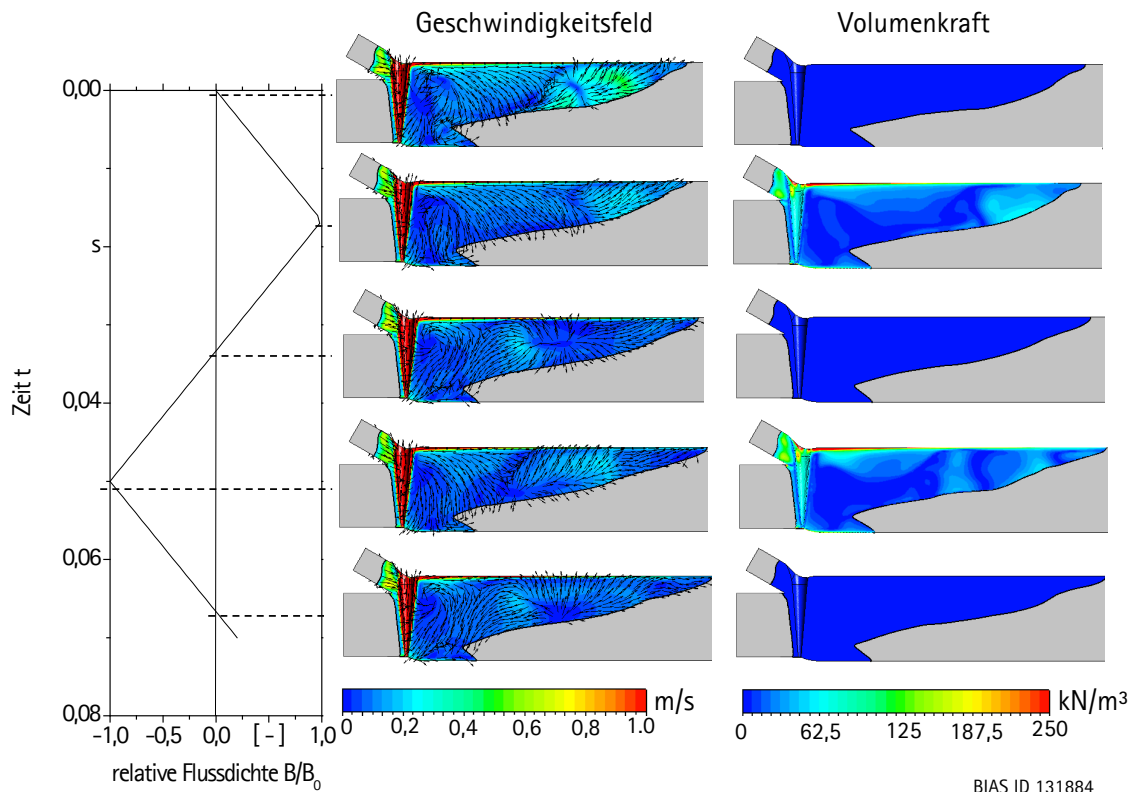 Geschwindigkeitsfeld
Volumenkraft
0,00
s
0,04
0,06
0,08
Zeit t
−1,0 −0,5 0,0 [-] 1,0
relative Flussdichte B/B₀
0 0,2 0,4 0,6 0,8 1.0 m/s
0 62,5 125 187,5 250 kN/m³
BIAS ID 131884